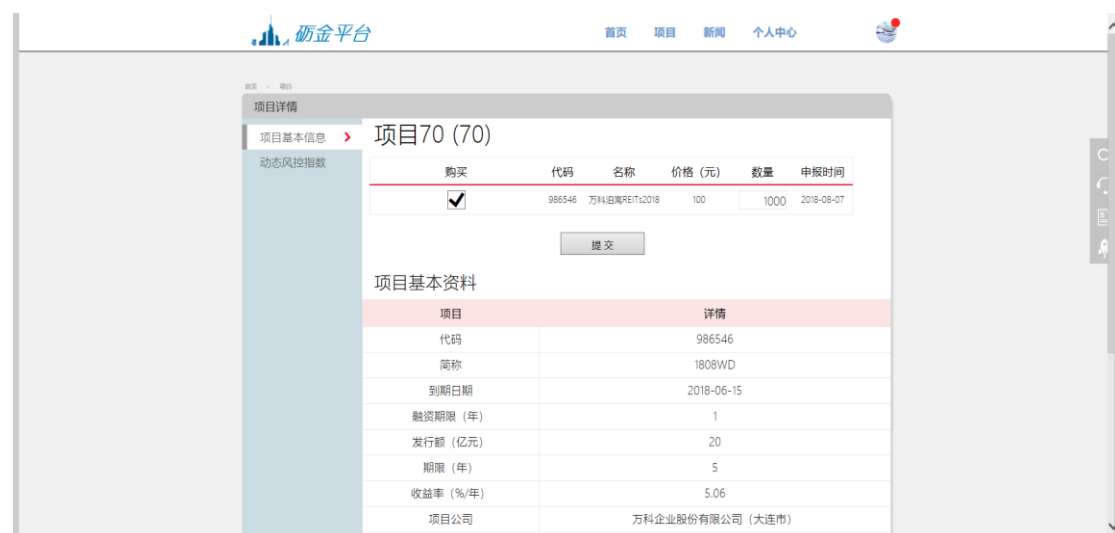 砺金平台
首页 项目 新闻 个人中心
首页 › 项目
项目详情
项目基本信息
动态风控指数
项目70 (70)
购买 代码 名称 价格（元） 数量 申报时间
986546 万科泊寓REITs2018 100 1000 2018-08-07
提交
项目基本资料
项目 详情
代码 986546
简称 1808WD
到期日期 2018-06-15
融资期限（年） 1
发行额（亿元） 20
期限（年） 5
收益率（%/年） 5.06
项目公司 万科企业股份有限公司（大连市）